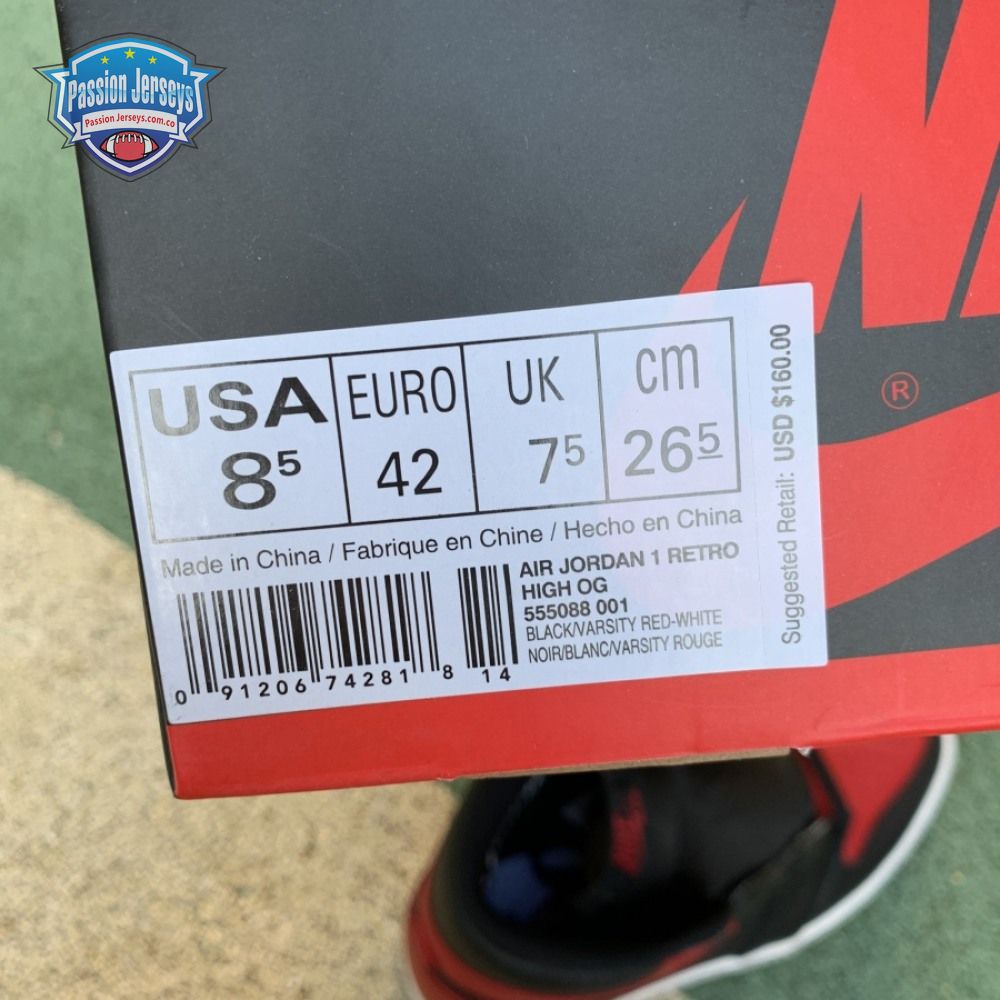 Passion Jerseys
Passion Jerseys.com.co
®
USA EURO UK cm
8⁵ 42 7⁵ 26⁵
Made in China / Fabrique en Chine / Hecho en China
AIR JORDAN 1 RETRO
HIGH OG
555088 001
BLACK/VARSITY RED-WHITE
NOIR/BLANC/VARSITY ROUGE
0 91206 74281 8 14
Suggested Retail: USD $160.00